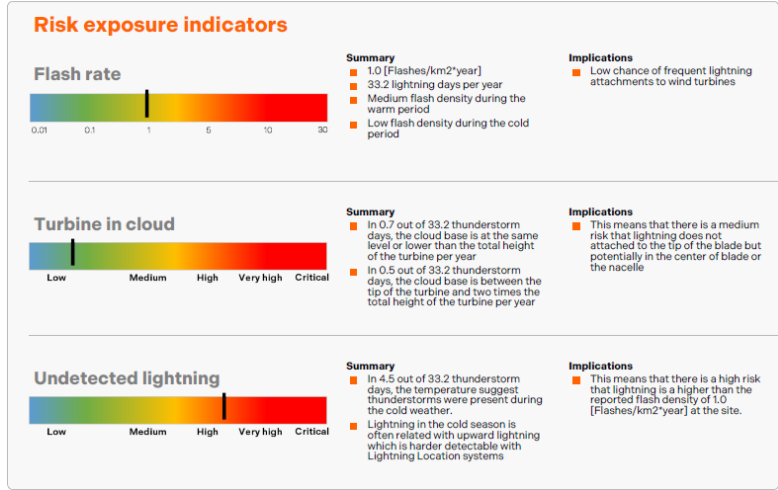 Risk exposure indicators
Flash rate
0.01 0.1 1 5 10 30
Summary
1.0 [Flashes/km2*year]
33.2 lightning days per year
Medium flash density during the
warm period
Low flash density during the cold
period
Implications
Low chance of frequent lightning
attachments to wind turbines
Turbine in cloud
Low Medium High Very high Critical
Summary
In 0.7 out of 33.2 thunderstorm
days, the cloud base is at the same
level or lower than the total height
of the turbine per year
In 0.5 out of 33.2 thunderstorm
days, the cloud base is between the
tip of the turbine and two times the
total height of the turbine per year
Implications
This means that there is a medium
risk that lightning does not
attached to the tip of the blade but
potentially in the center of blade or
the nacelle
Undetected lightning
Low Medium High Very high Critical
Summary
In 4.5 out of 33.2 thunderstorm
days, the temperature suggest
thunderstorms were present during
the cold weather.
Lightning in the cold season is
often related with upward lightning
which is harder detectable with
Lightning Location systems
Implications
This means that there is a high risk
that lightning is a higher than the
reported flash density of 1.0
[Flashes/km2*year] at the site.